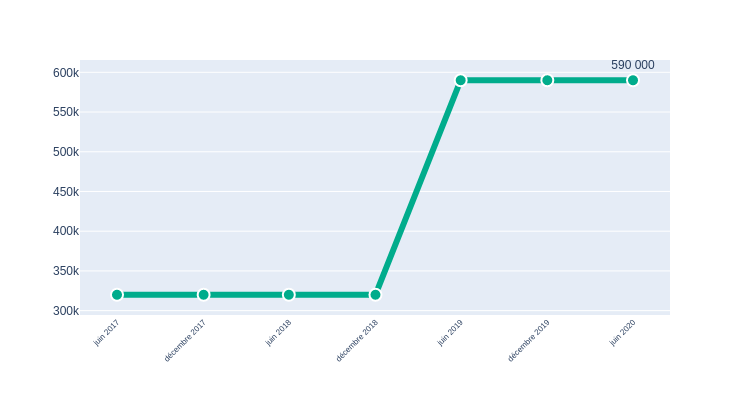 590 000
600k
550k
500k
450k
400k
350k
300k
juin 2017
décembre 2017
juin 2018
décembre 2018
juin 2019
décembre 2019
juin 2020